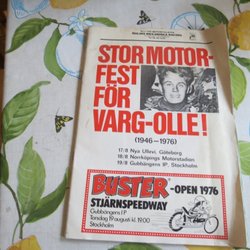 STOR MOTOR-
FEST
FÖR
VARG-OLLE!
(1946—1976)
17/8 Nya Ullevi, Göteborg
18/8 Norrköpings Motorstadion
19/8 Gubbängens IP, Stockholm
BUSTER -OPEN 1976
STJÄRNSPEEDWAY
Gubbängens IP
Torsdag 19 augusti kl. 19.00
Stockholm